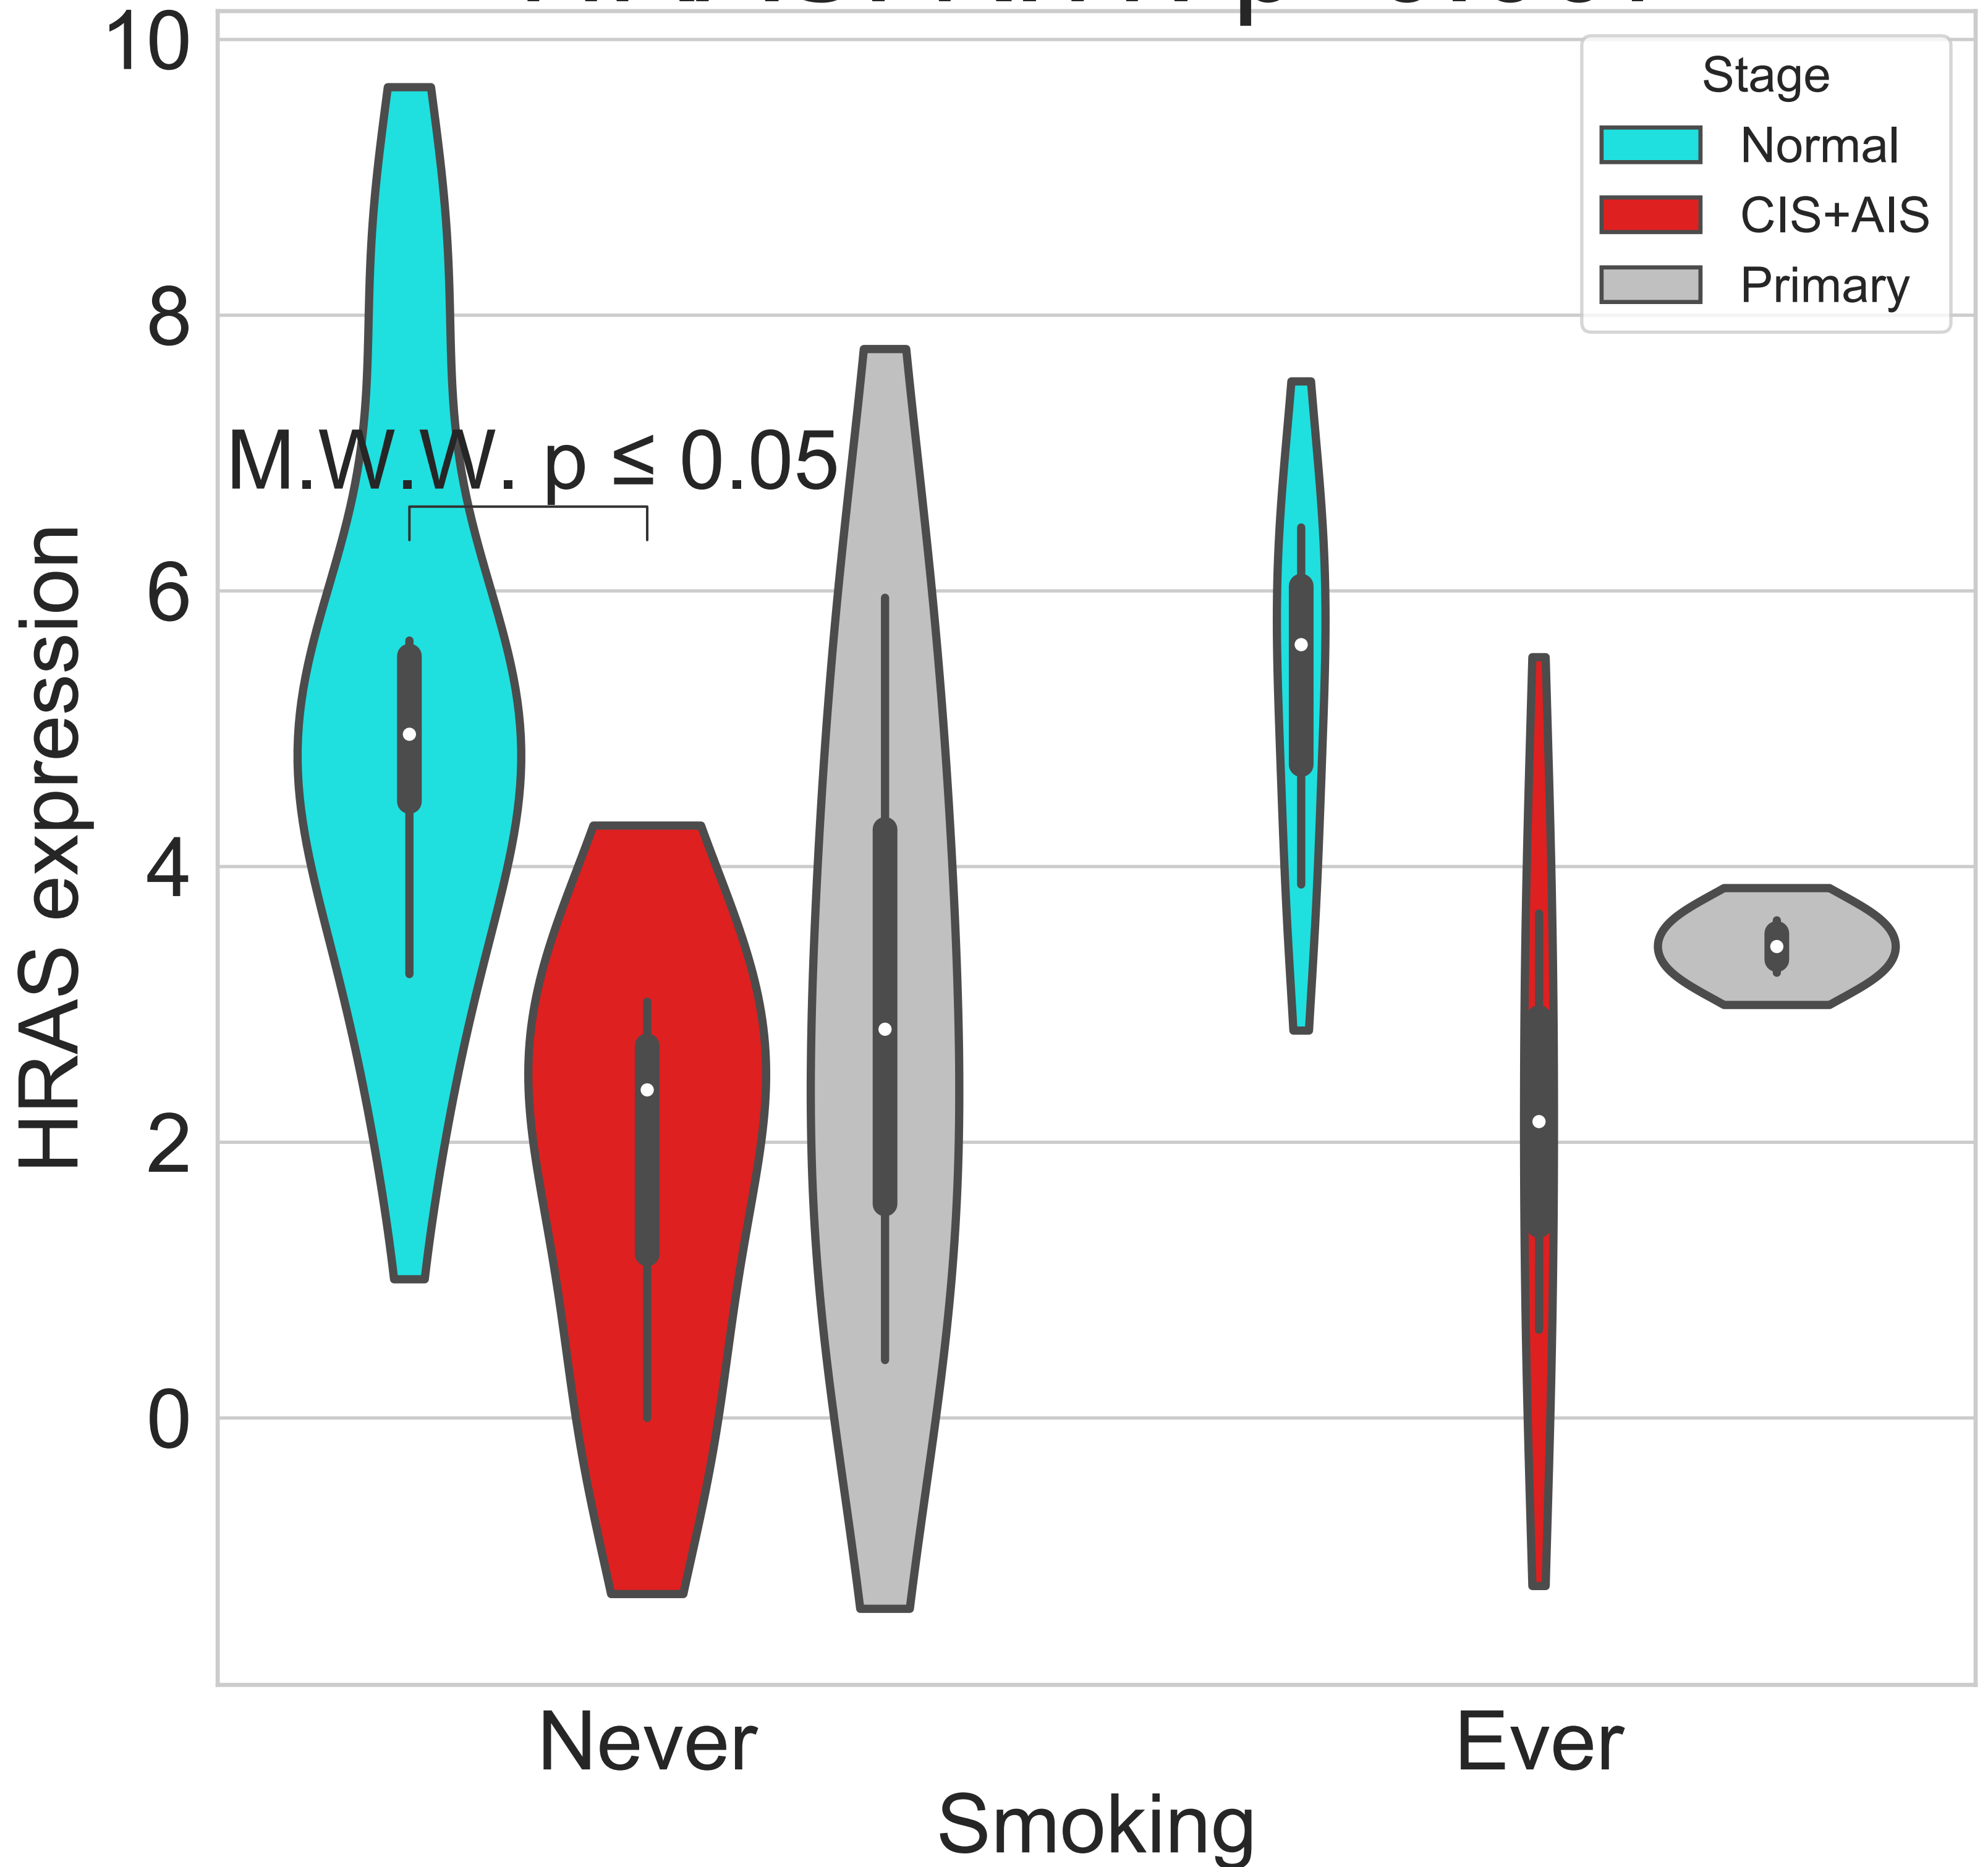 10
Stage
Normal
CIS+AIS
Primary
8
M.W.W. p ≤ 0.05
6
4
2
0
HRAS expression
Never
Ever
Smoking